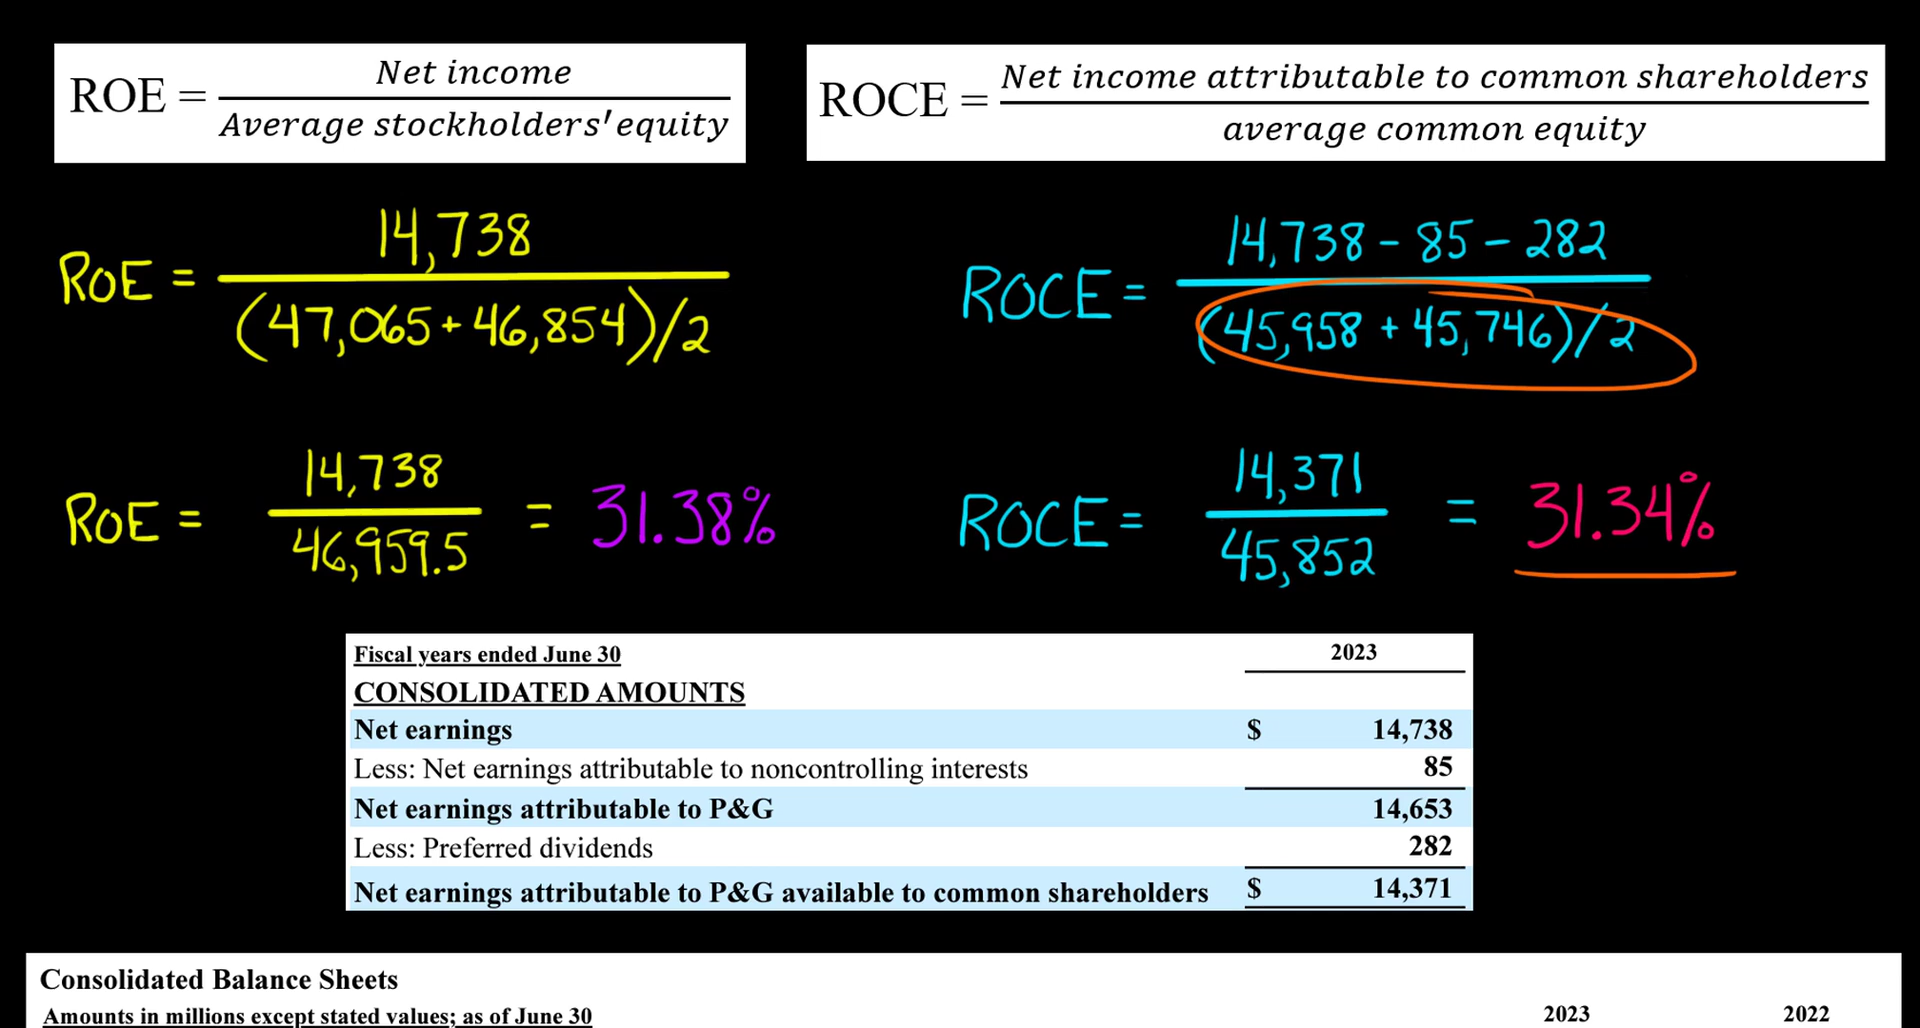 ROE = Net income / Average stockholders' equity
ROCE = Net income attributable to common shareholders / average common equity
ROE = 14,738 / (47,065 + 46,854)/2
ROCE = 14,738 - 85 - 282 / (45,958 + 45,746)/2
ROE = 14,738 / 46,959.5 = 31.38%
ROCE = 14,371 / 45,852 = 31.34%
Fiscal years ended June 30 2023
CONSOLIDATED AMOUNTS
Net earnings $ 14,738
Less: Net earnings attributable to noncontrolling interests 85
Net earnings attributable to P&G 14,653
Less: Preferred dividends 282
Net earnings attributable to P&G available to common shareholders $ 14,371
Consolidated Balance Sheets
Amounts in millions except stated values; as of June 30 2023 2022